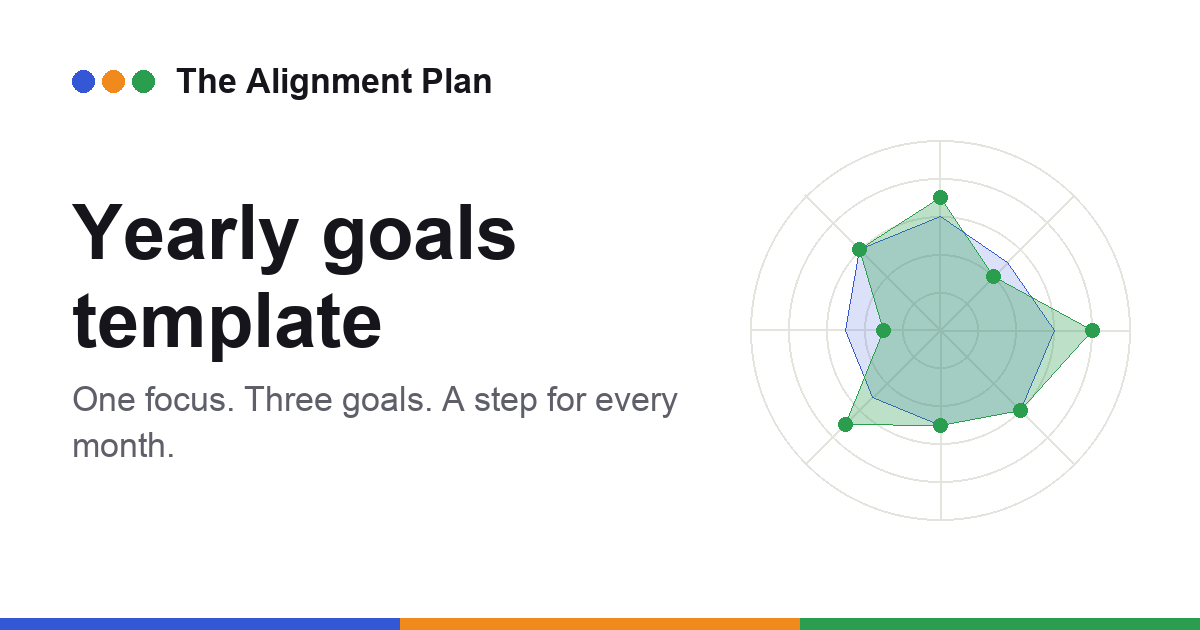 The Alignment Plan
Yearly goals
template
One focus. Three goals. A step for every
month.